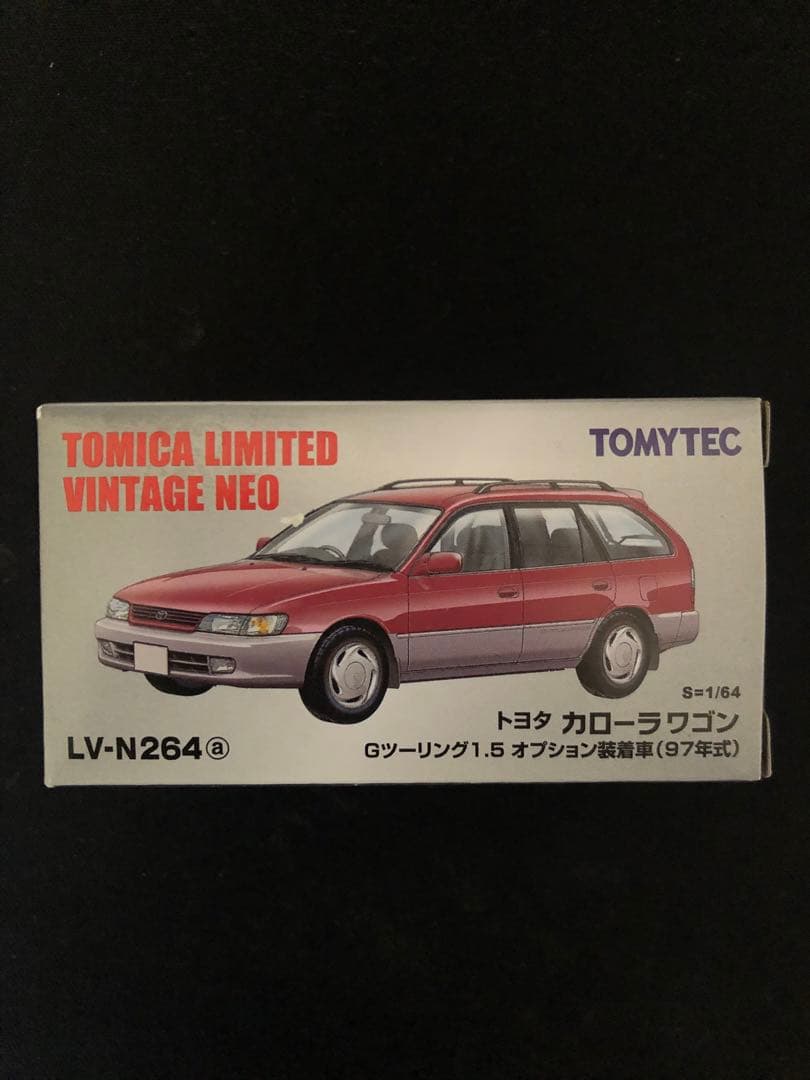 TOMICA LIMITED
VINTAGE NEO
TOMYTEC
S=1/64
LV-N264ⓐ
トヨタ カローラワゴン
Gツーリング1.5 オプション装着車(97年式)